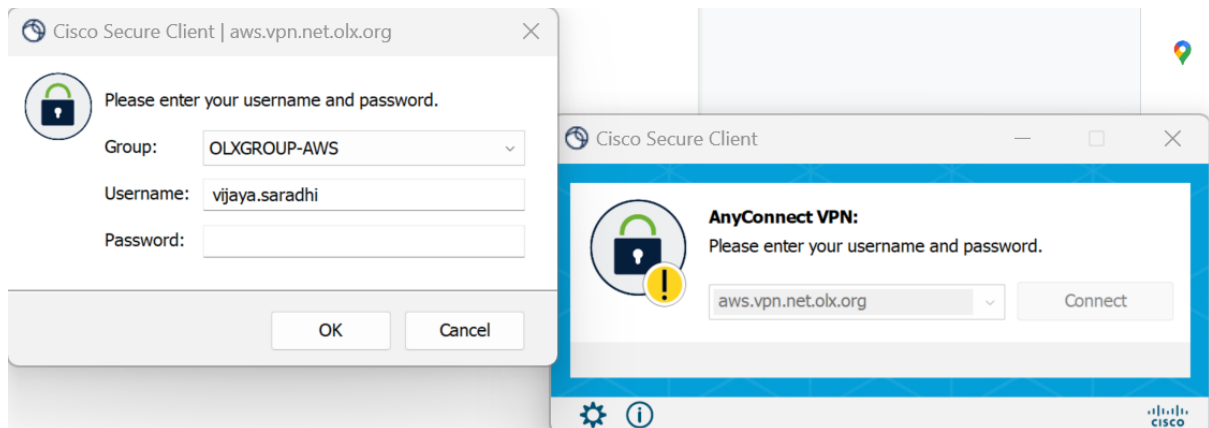 Cisco Secure Client | aws.vpn.net.olx.org
Please enter your username and password.
Group: OLXGROUP-AWS
Username: vijaya.saradhi
Password:
OK Cancel
Cisco Secure Client
AnyConnect VPN:
Please enter your username and password.
aws.vpn.net.olx.org Connect
cisco